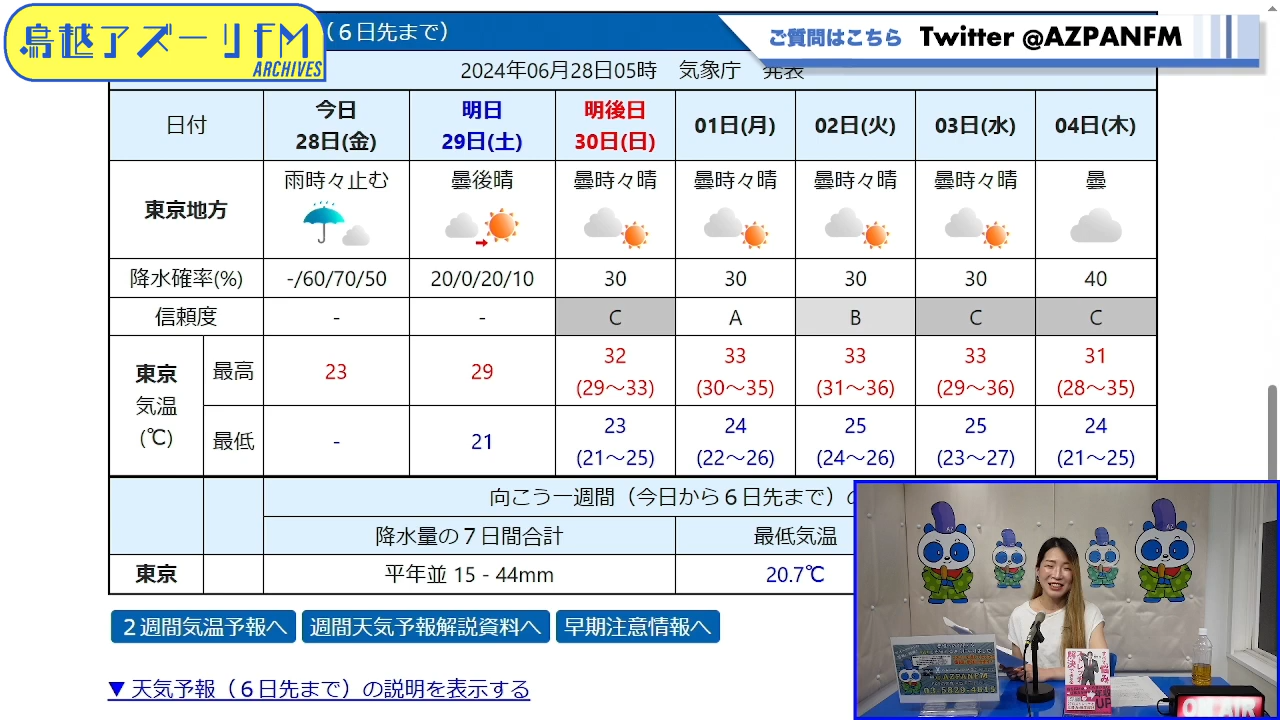 鳥越アズーリFM
ARCHIVES
（６日先まで）
ご質問はこちら Twitter @AZPANFM
2024年06月28日05時 気象庁 発表
日付 今日 28日(金) 明日 29日(土) 明後日 30日(日) 01日(月) 02日(火) 03日(水) 04日(木)
東京地方 雨時々止む 曇後晴 曇時々晴 曇時々晴 曇時々晴 曇時々晴 曇
降水確率(%) -/60/70/50 20/0/20/10 30 30 30 30 40
信頼度 - - C A B C C
東京 気温 (℃)
最高 23 29 32 (29～33) 33 (30～35) 33 (31～36) 33 (29～36) 31 (28～35)
最低 - 21 23 (21～25) 24 (22～26) 25 (24～26) 25 (23～27) 24 (21～25)
向こう一週間（今日から６日先まで）の
降水量の７日間合計 最低気温
東京 平年並 15 - 44mm 20.7℃
２週間気温予報へ 週間天気予報解説資料へ 早期注意情報へ
▼ 天気予報（６日先まで）の説明を表示する
AZPANFM
03-5829-4615
ON AIR